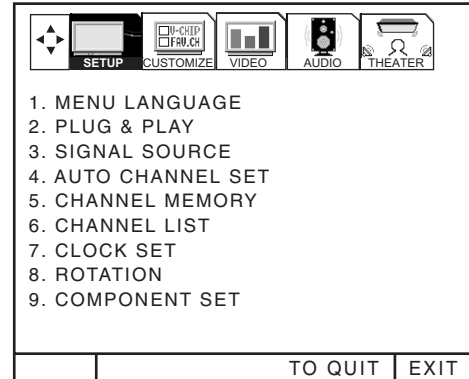 V-CHIP
FAV.CH
SETUP CUSTOMIZE VIDEO AUDIO THEATER
1. MENU LANGUAGE
2. PLUG & PLAY
3. SIGNAL SOURCE
4. AUTO CHANNEL SET
5. CHANNEL MEMORY
6. CHANNEL LIST
7. CLOCK SET
8. ROTATION
9. COMPONENT SET
TO QUIT EXIT